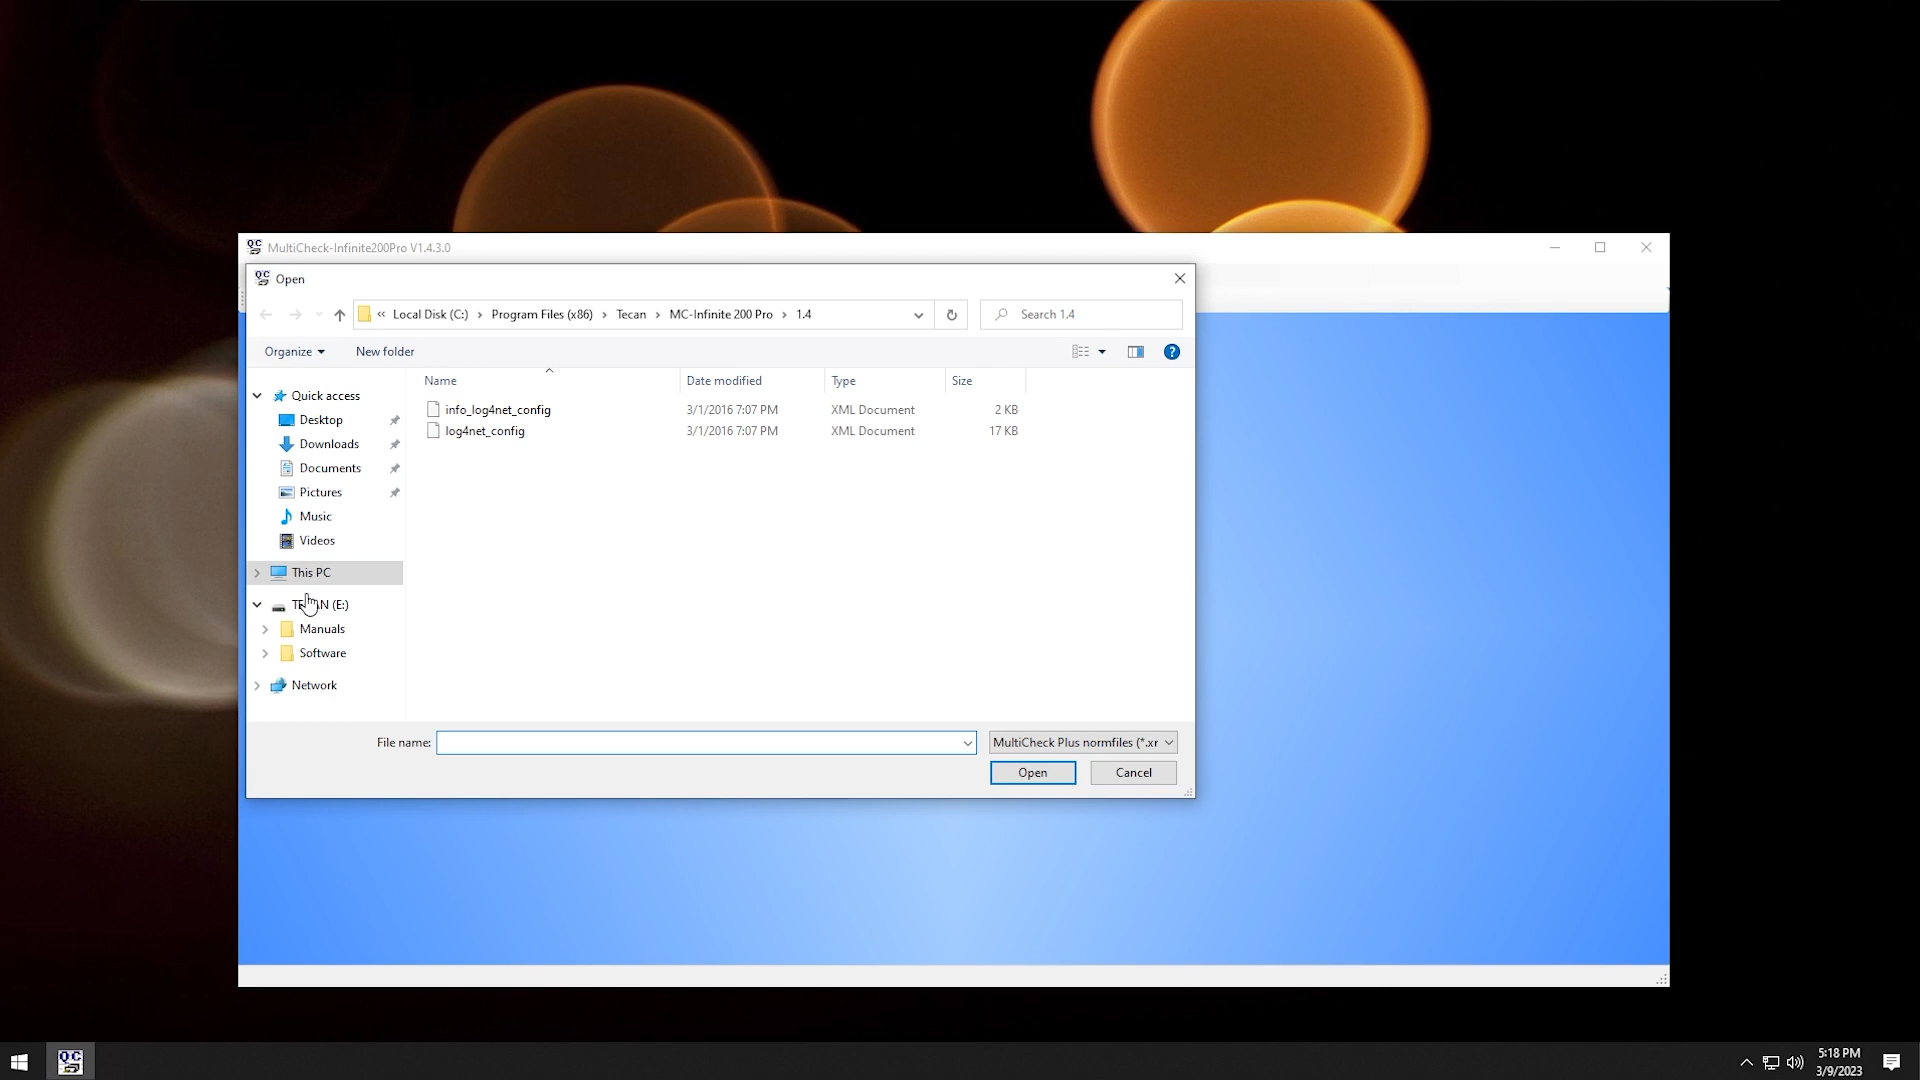 QC MultiCheck-Infinite200Pro V1.4.3.0
QC Open
« Local Disk (C:) › Program Files (x86) › Tecan › MC-Infinite 200 Pro › 1.4
Search 1.4
Organize
New folder
?
Name
Date modified
Type
Size
info_log4net_config 3/1/2016 7:07 PM XML Document 2 KB
log4net_config 3/1/2016 7:07 PM XML Document 17 KB
Quick access
Desktop
Downloads
Documents
Pictures
Music
Videos
This PC
(E:)
Manuals
Software
Network
File name:
MultiCheck Plus normfiles (*.xr
Open
Cancel
QC
5:18 PM
3/9/2023